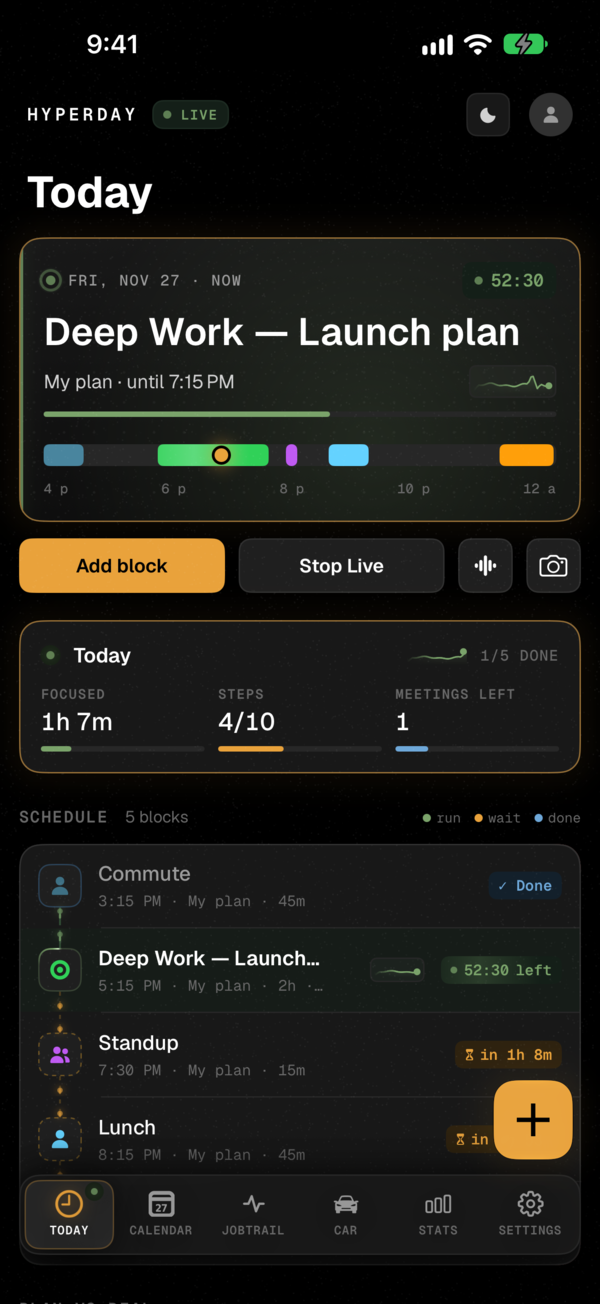 9:41
HYPERDAY LIVE
Today
FRI, NOV 27 · NOW 52:30
Deep Work — Launch plan
My plan · until 7:15 PM
4 p 6 p 8 p 10 p 12 a
Add block Stop Live
Today 1/5 DONE
FOCUSED STEPS MEETINGS LEFT
1h 7m 4/10 1
SCHEDULE 5 blocks run wait done
Commute
✓ Done
3:15 PM · My plan · 45m
Deep Work — Launch…
52:30 left
5:15 PM · My plan · 2h ·…
Standup
in 1h 8m
7:30 PM · My plan · 15m
Lunch
in
8:15 PM · My plan · 45m
27
TODAY CALENDAR JOBTRAIL CAR STATS SETTINGS